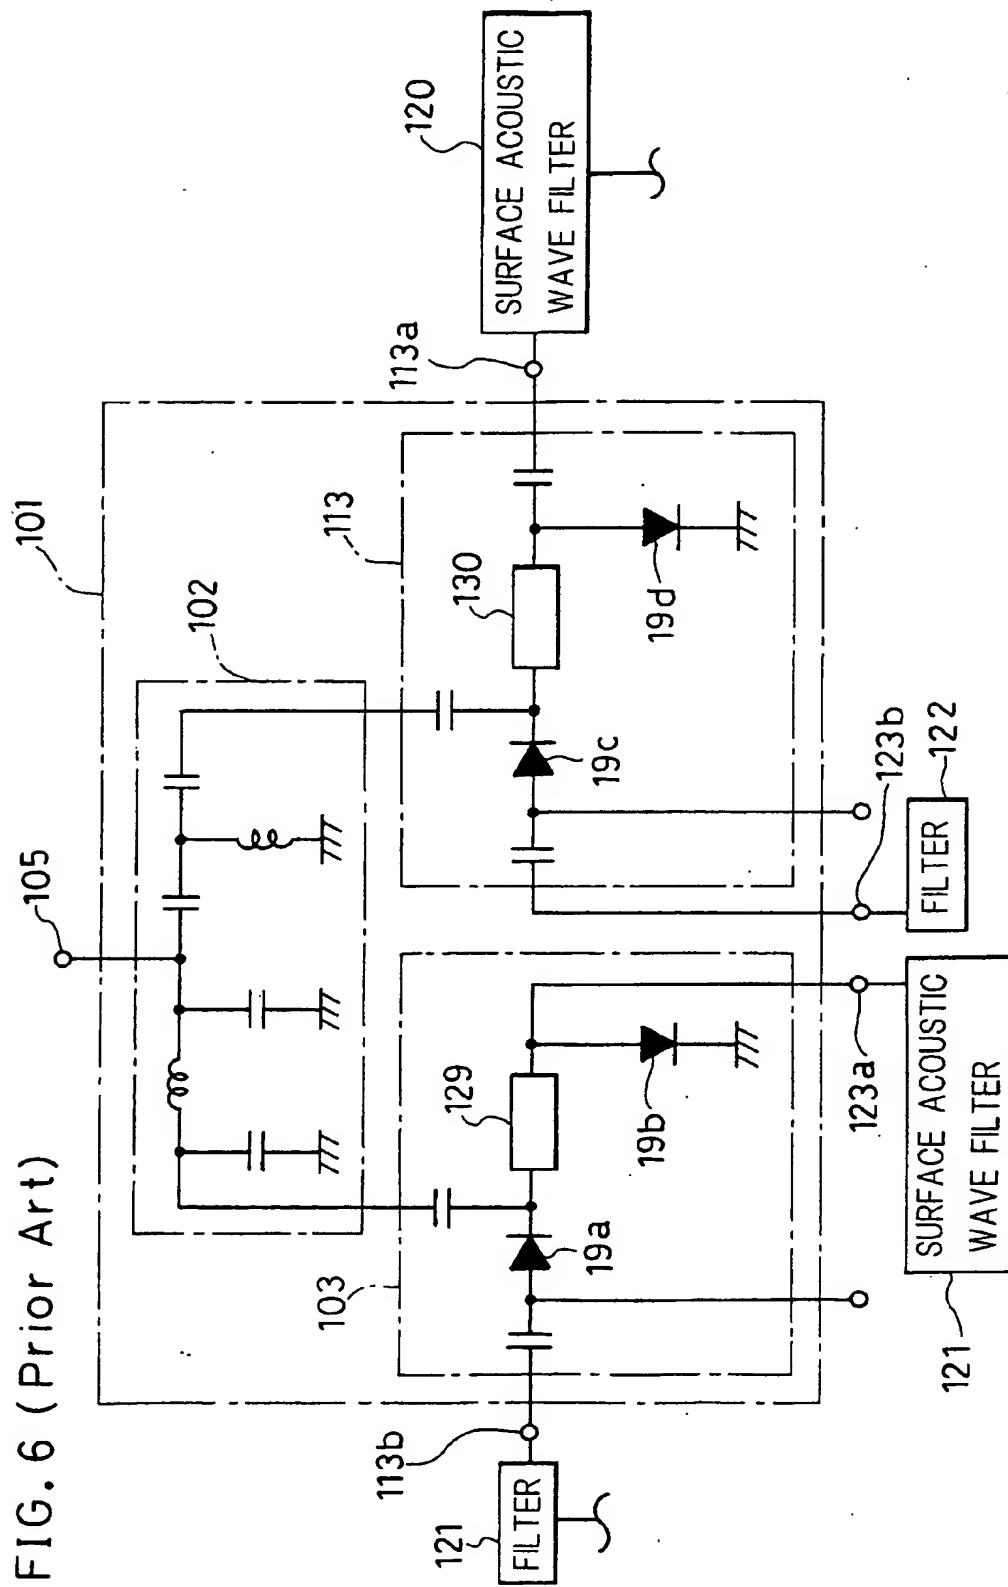 FIG. 6 (Prior Art)
105
101
102
113
113a
120
SURFACE ACOUSTIC
WAVE FILTER
103
129
130
19a
19b
19c
19d
113b
121
FILTER
123a
123b
122
FILTER
121
SURFACE ACOUSTIC
WAVE FILTER